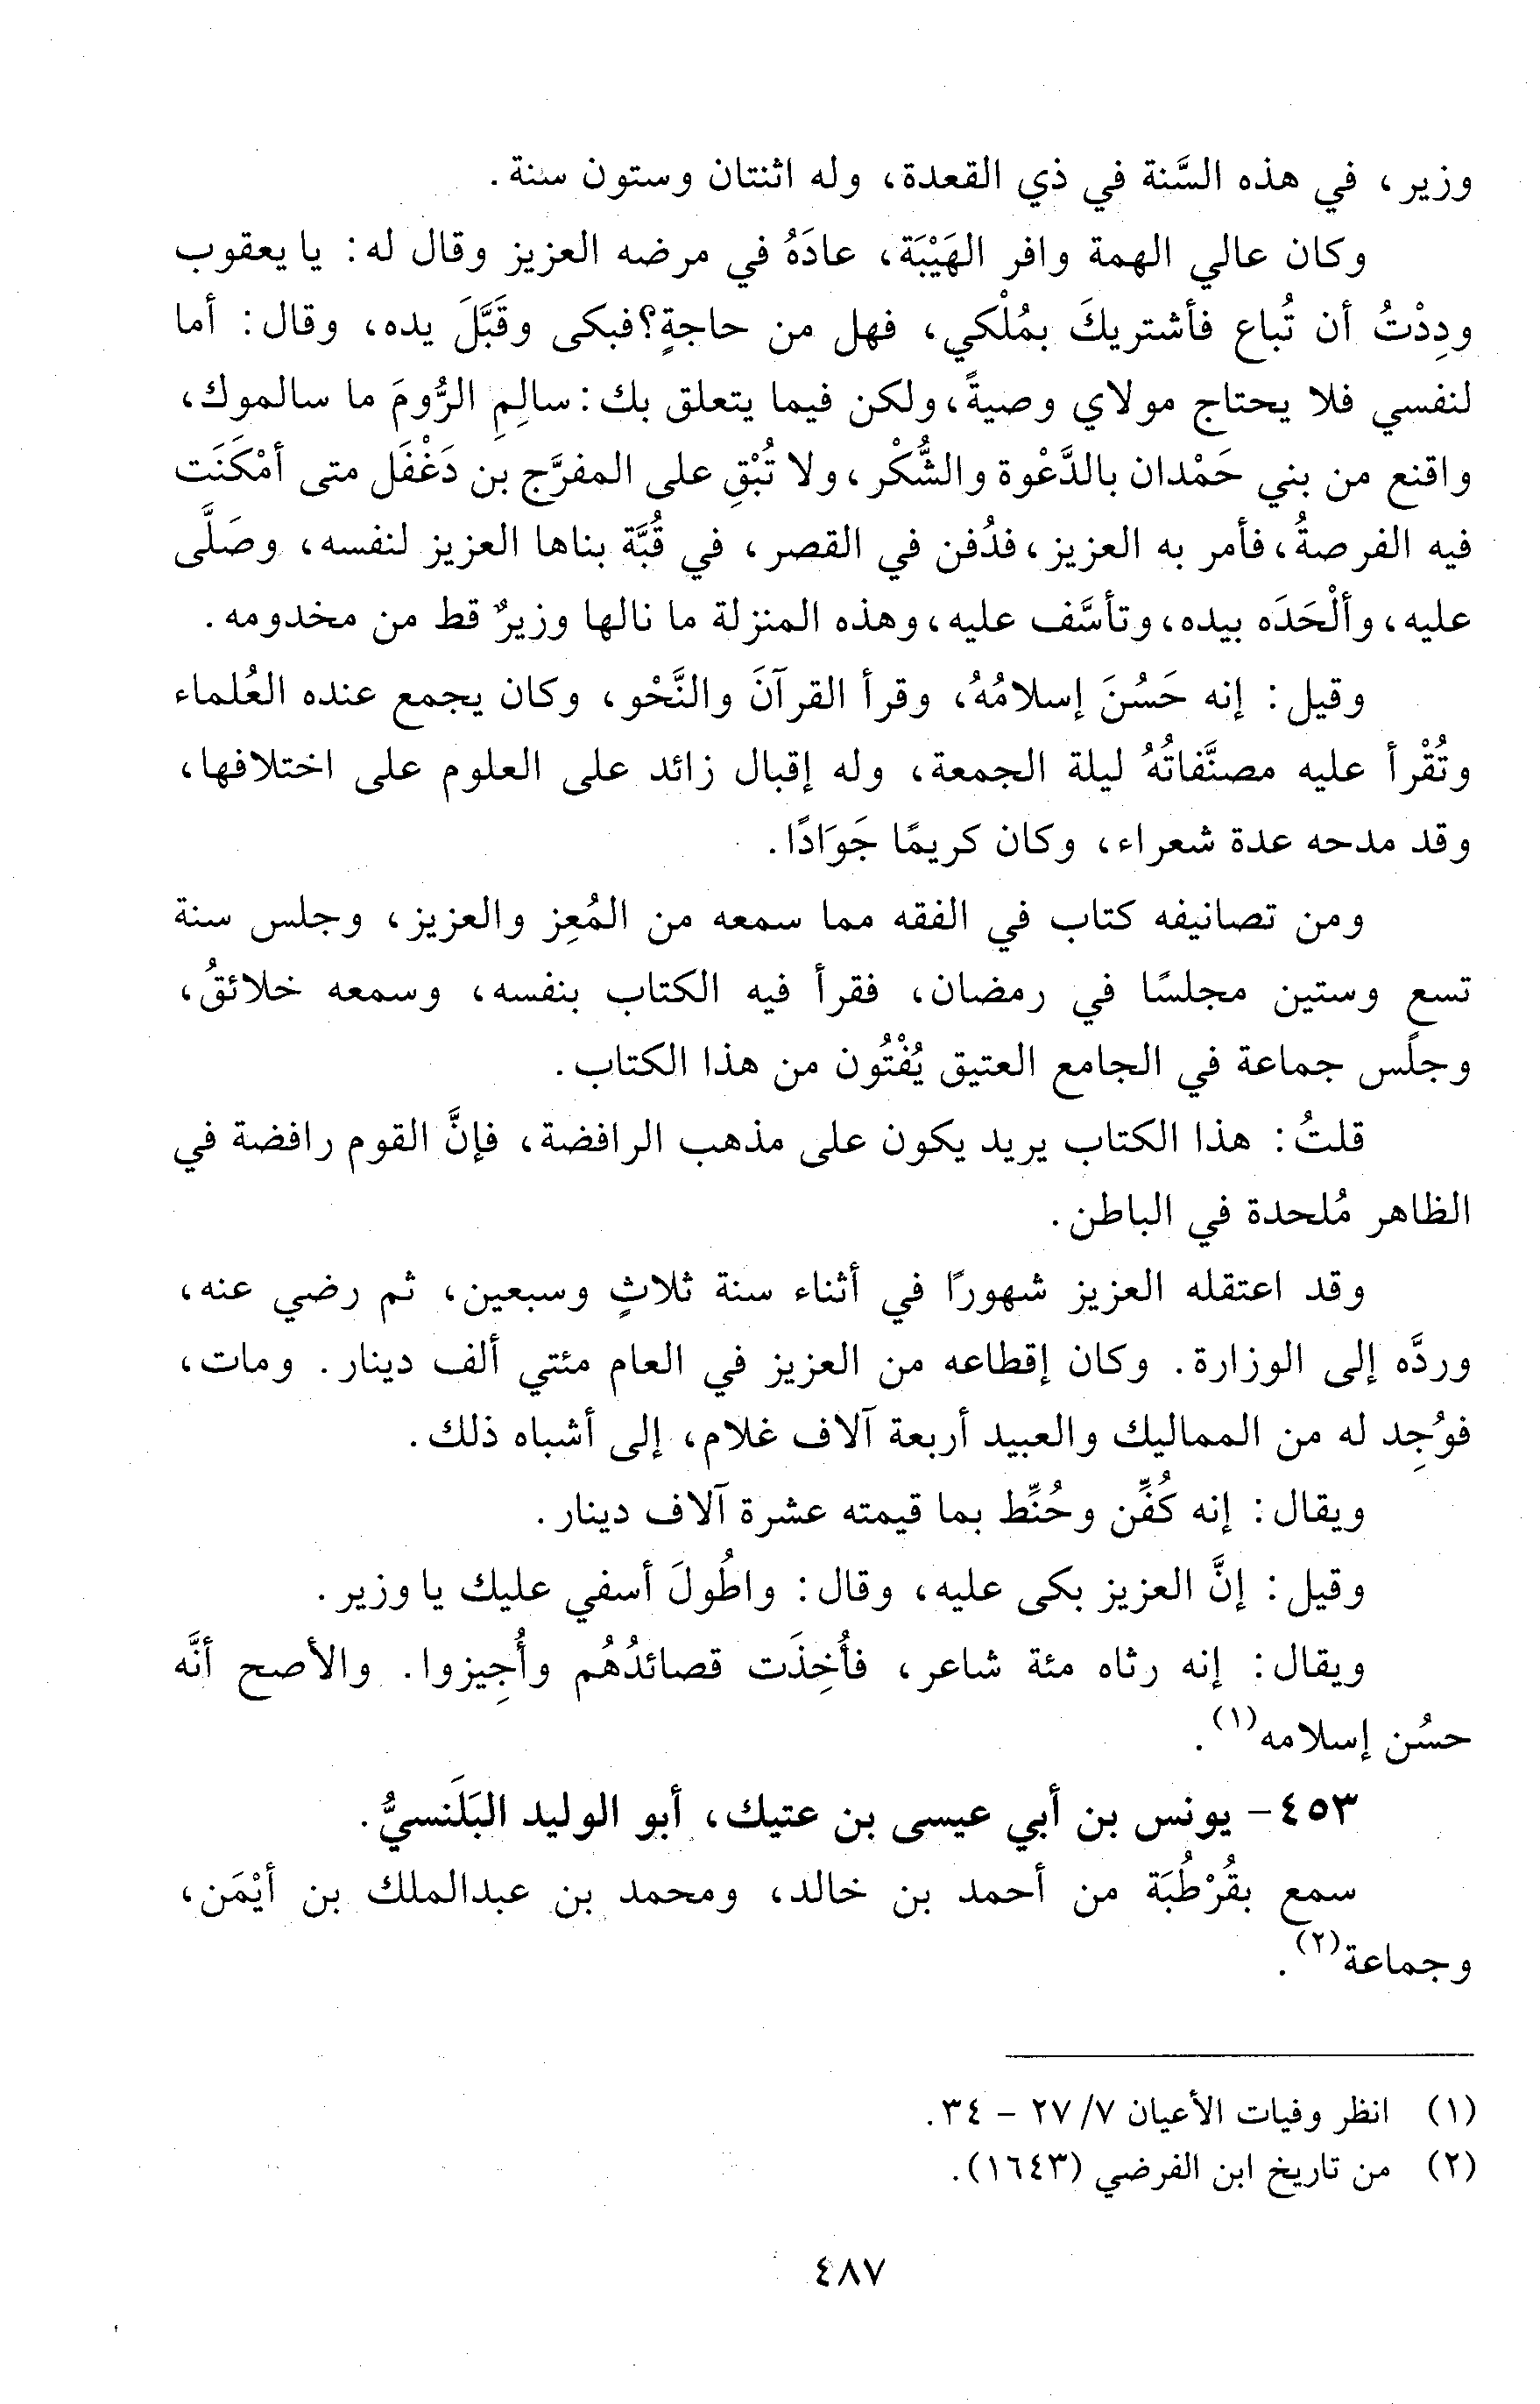 وزير، في هذه السَّنة في ذي القعدة، وله اثنتان وستون سنة.
وكان عالي الهمة وافر الهَيْبَة، عادَهُ في مرضه العزيز وقال له: يا يعقوب
ودِدْتُ أن تُباع فأشتريكَ بمُلْكي، فهل من حاجةٍ؟فبكى وقَبَّلَ يده، وقال: أما
لنفسي فلا يحتاج مولاي وصيةً،ولكن فيما يتعلق بك: سالِمِ الرُّومَ ما سالموك،
واقنع من بني حَمْدان بالدَّعْوة والشُّكْر، ولا تُبْقِ على المفرَّج بن دَغْفَل متى أمْكَنَت
فيه الفرصةُ،فأمر به العزيز،فدُفن في القصر، في قُبَّة بناها العزيز لنفسه، وصَلَّى
عليه،وألْحَدَه بيده،وتأسَّف عليه،وهذه المنزلة ما نالها وزيرٌ قط من مخدومه.
وقيل: إنه حَسُنَ إسلامُهُ، وقرأ القرآنَ والنَّحْو، وكان يجمع عنده العُلماء
وتُقْرأ عليه مصنَّفاتُهُ ليلة الجمعة، وله إقبال زائد على العلوم على اختلافها،
وقد مدحه عدة شعراء، وكان كريمًا جَوَادًا.
ومن تصانيفه كتاب في الفقه مما سمعه من المُعِز والعزيز، وجلس سنة
تسع وستين مجلسًا في رمضان، فقرأ فيه الكتاب بنفسه، وسمعه خلائقُ،
وجلَس جماعة في الجامع العتيق يُفْتُون من هذا الكتاب.
قلتُ: هذا الكتاب يريد يكون على مذهب الرافضة، فإنَّ القوم رافضة في
الظاهر مُلحدة في الباطن.
وقد اعتقله العزيز شهورًا في أثناء سنة ثلاثٍ وسبعين، ثم رضي عنه،
وردَّه إلى الوزارة. وكان إقطاعه من العزيز في العام مئتي ألف دينار. ومات،
فوُجِد له من المماليك والعبيد أربعة آلاف غلام، إلى أشباه ذلك.
ويقال: إنه كُفِّن وحُنِّط بما قيمته عشرة آلاف دينار.
وقيل: إنَّ العزيز بكى عليه، وقال: واطُولَ أسفي عليك يا وزير.
ويقال: إنه رثاه مئة شاعر، فأُخِذَت قصائدُهُم وأُجِيزوا. والأصح أنَّه
حسُن إسلامه(١).
٤٥٣- يونس بن أبي عيسى بن عتيك، أبو الوليد البَلَنسيُّ.
سمع بقُرْطُبَة من أحمد بن خالد، ومحمد بن عبدالملك بن أيْمَن،
وجماعة(٢).
(١) انظر وفيات الأعيان ٧/ ٢٧ - ٣٤.
(٢) من تاريخ ابن الفرضي (١٦٤٣).
٤٨٧